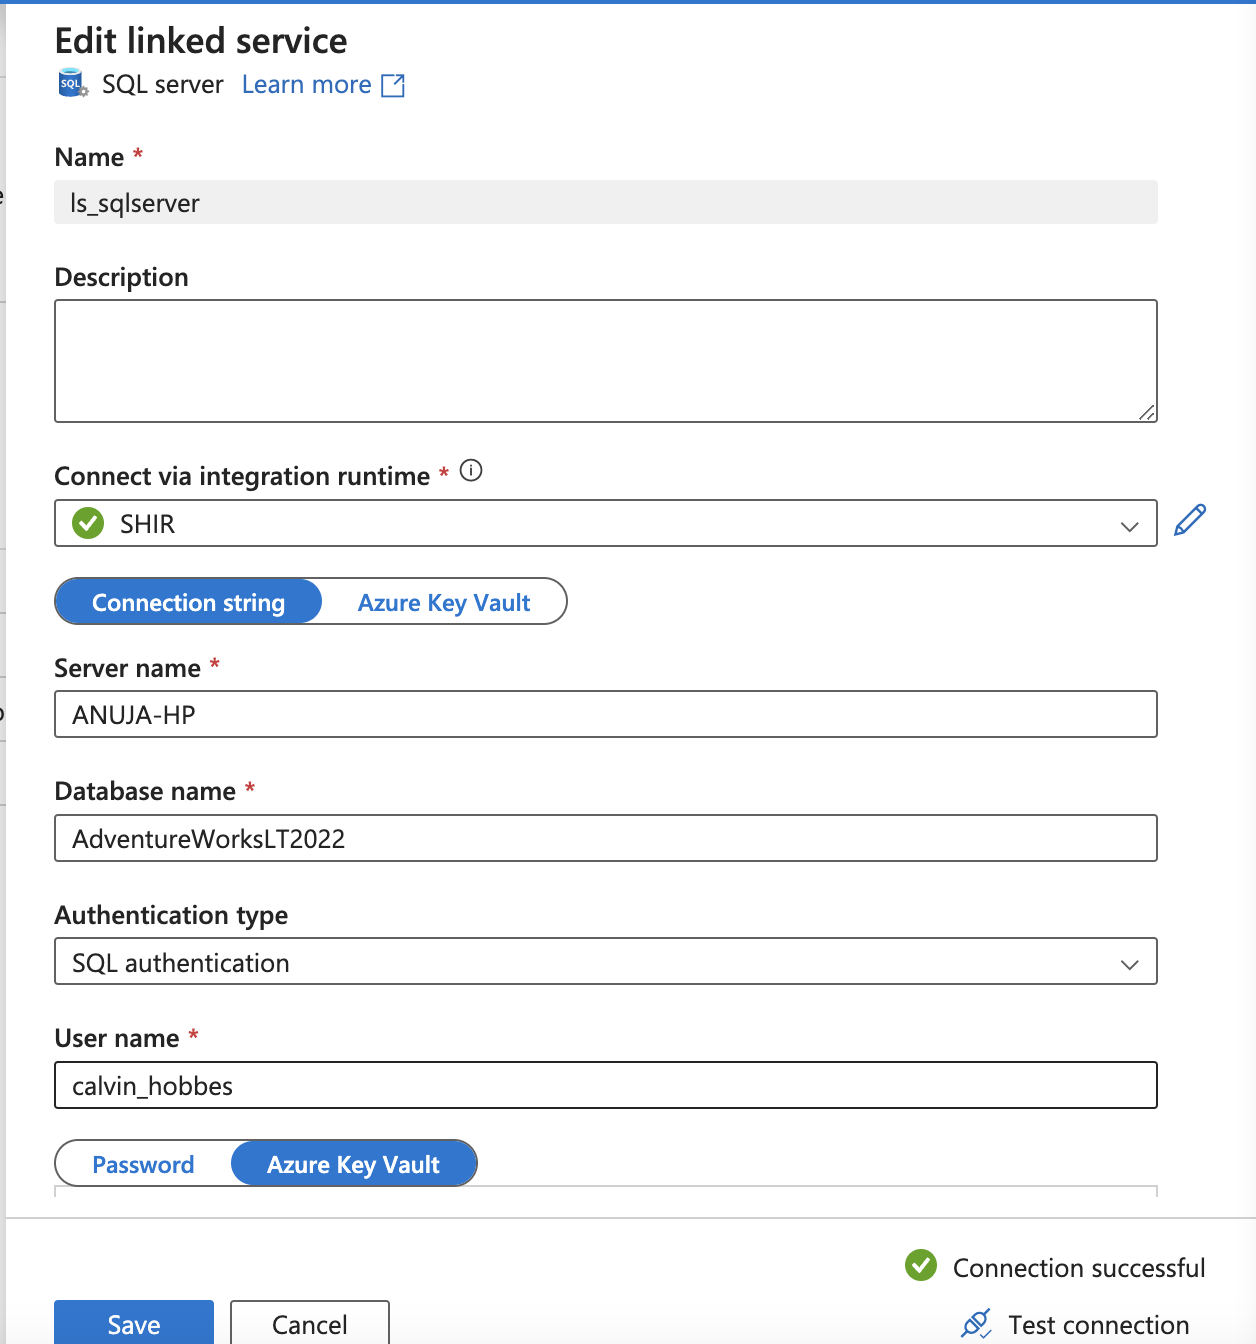 Edit linked service
SQL server Learn more
Name *
ls_sqlserver
Description
Connect via integration runtime *
SHIR
Connection string Azure Key Vault
Server name *
ANUJA-HP
Database name *
AdventureWorksLT2022
Authentication type
SQL authentication
User name *
calvin_hobbes
Password Azure Key Vault
Connection successful
Save Cancel Test connection